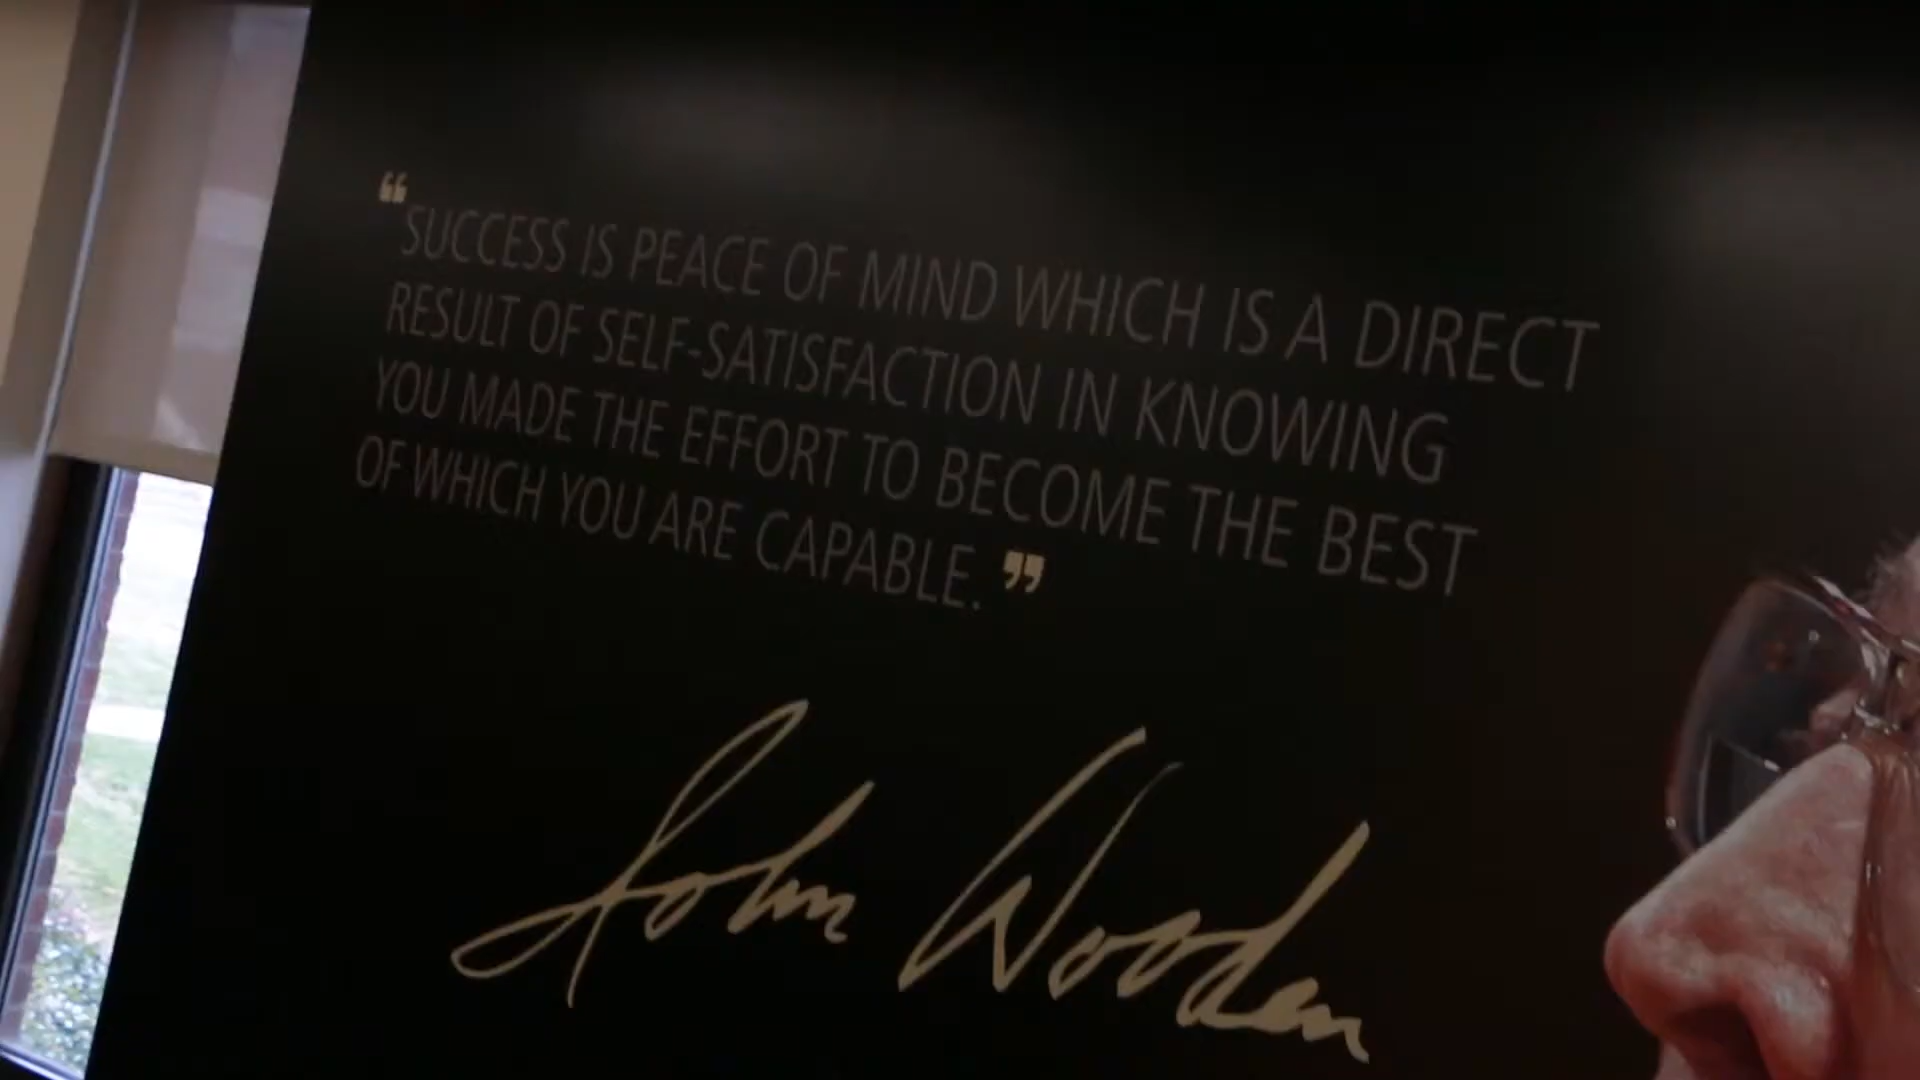 “SUCCESS IS PEACE OF MIND WHICH IS A DIRECT
RESULT OF SELF-SATISFACTION IN KNOWING
YOU MADE THE EFFORT TO BECOME THE BEST
OF WHICH YOU ARE CAPABLE.”
John Wooden